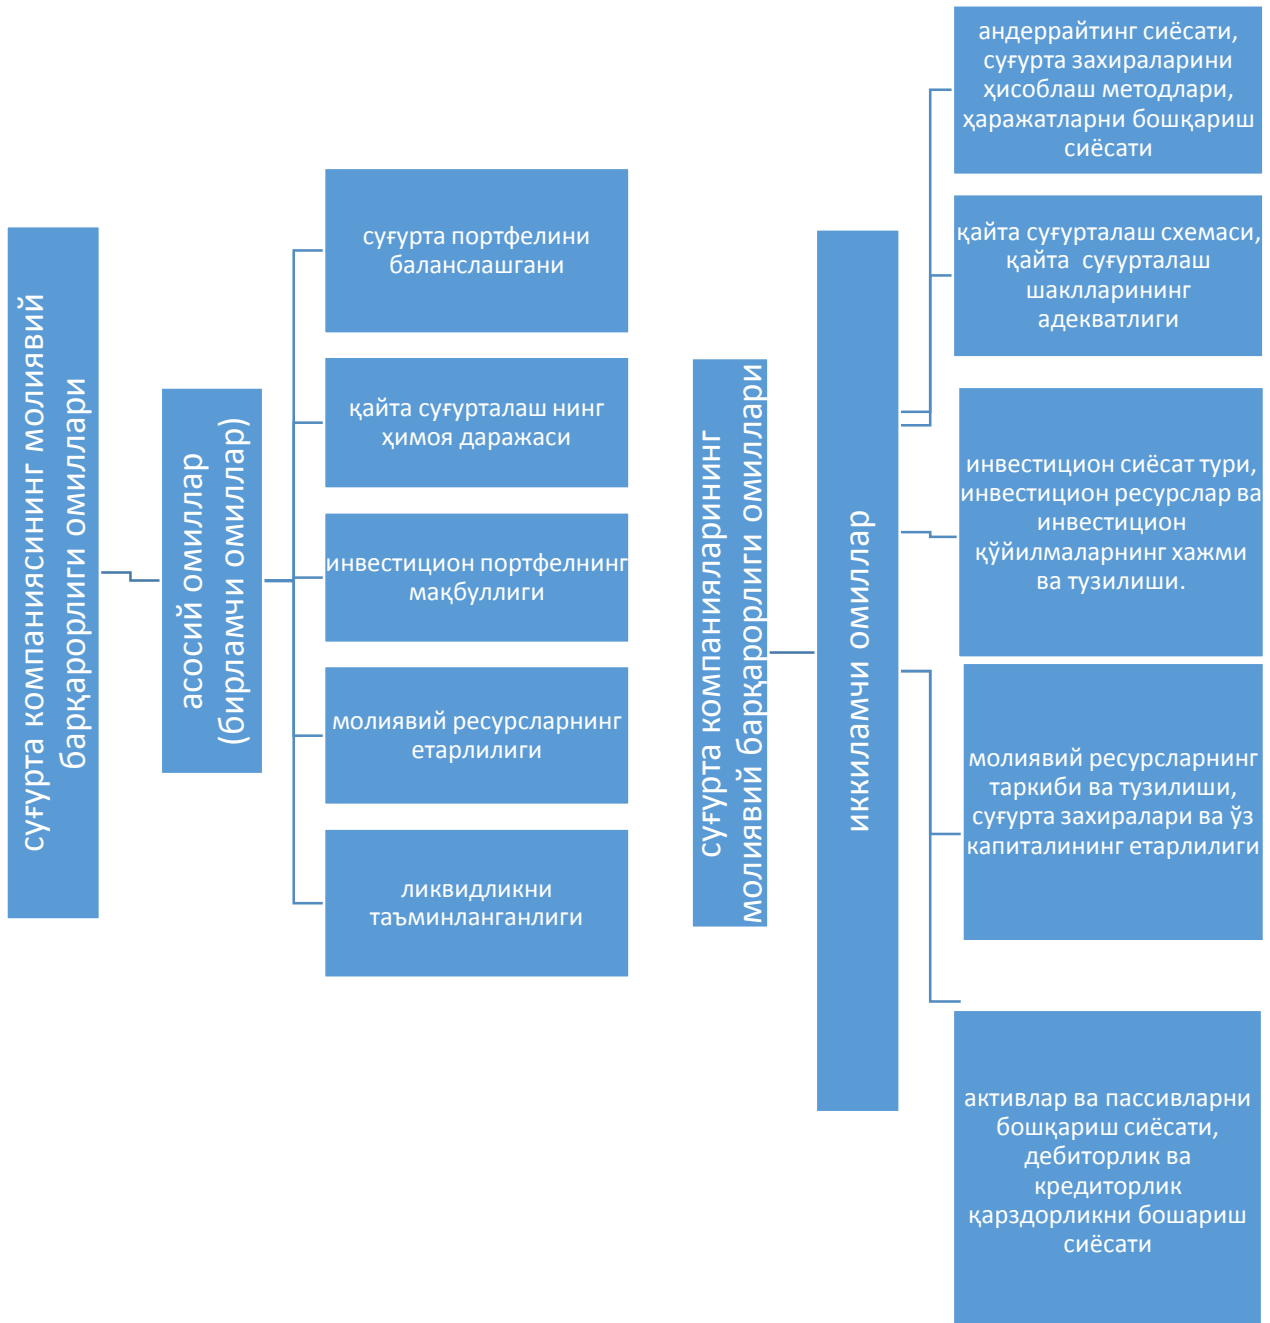 суғурта компаниясининг молиявий
барқарорлиги омиллари
асосий омиллар
(бирламчи омиллар)
суғурта портфелини
баланслашгани
қайта суғурталаш нинг
ҳимоя даражаси
инвестицион портфелнинг
мақбуллиги
молиявий ресурсларнинг
етарлилиги
ликвидликни
таъминланганлиги
суғурта компанияларининг
молиявий барқарорлиги омиллари
иккиламчи омиллар
андеррайтинг сиёсати,
суғурта захираларини
ҳисоблаш методлари,
ҳаражатларни бошқариш
сиёсати
қайта суғурталаш схемаси,
қайта суғурталаш
шаклларининг
адекватлиги
инвестицион сиёсат тури,
инвестицион ресурслар ва
инвестицион
қўйилмаларнинг хажми
ва тузилиши.
молиявий ресурсларнинг
таркиби ва тузилиши,
суғурта захиралари ва ўз
капиталининг етарлилиги
активлар ва пассивларни
бошқариш сиёсати,
дебиторлик ва
кредиторлик
қарздорликни бошариш
сиёсати